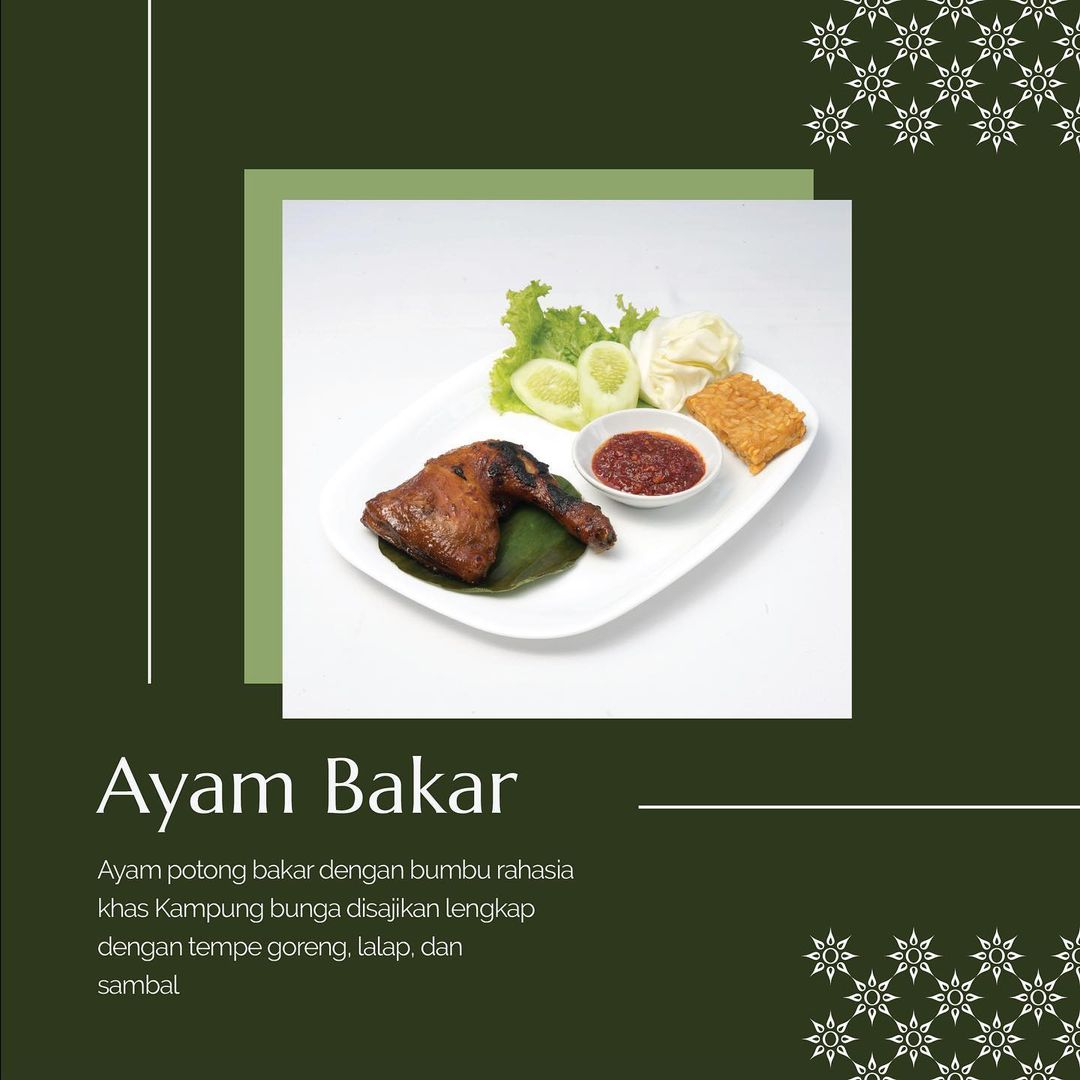 Ayam Bakar
Ayam potong bakar dengan bumbu rahasia
khas Kampung bunga disajikan lengkap
dengan tempe goreng, lalap, dan
sambal